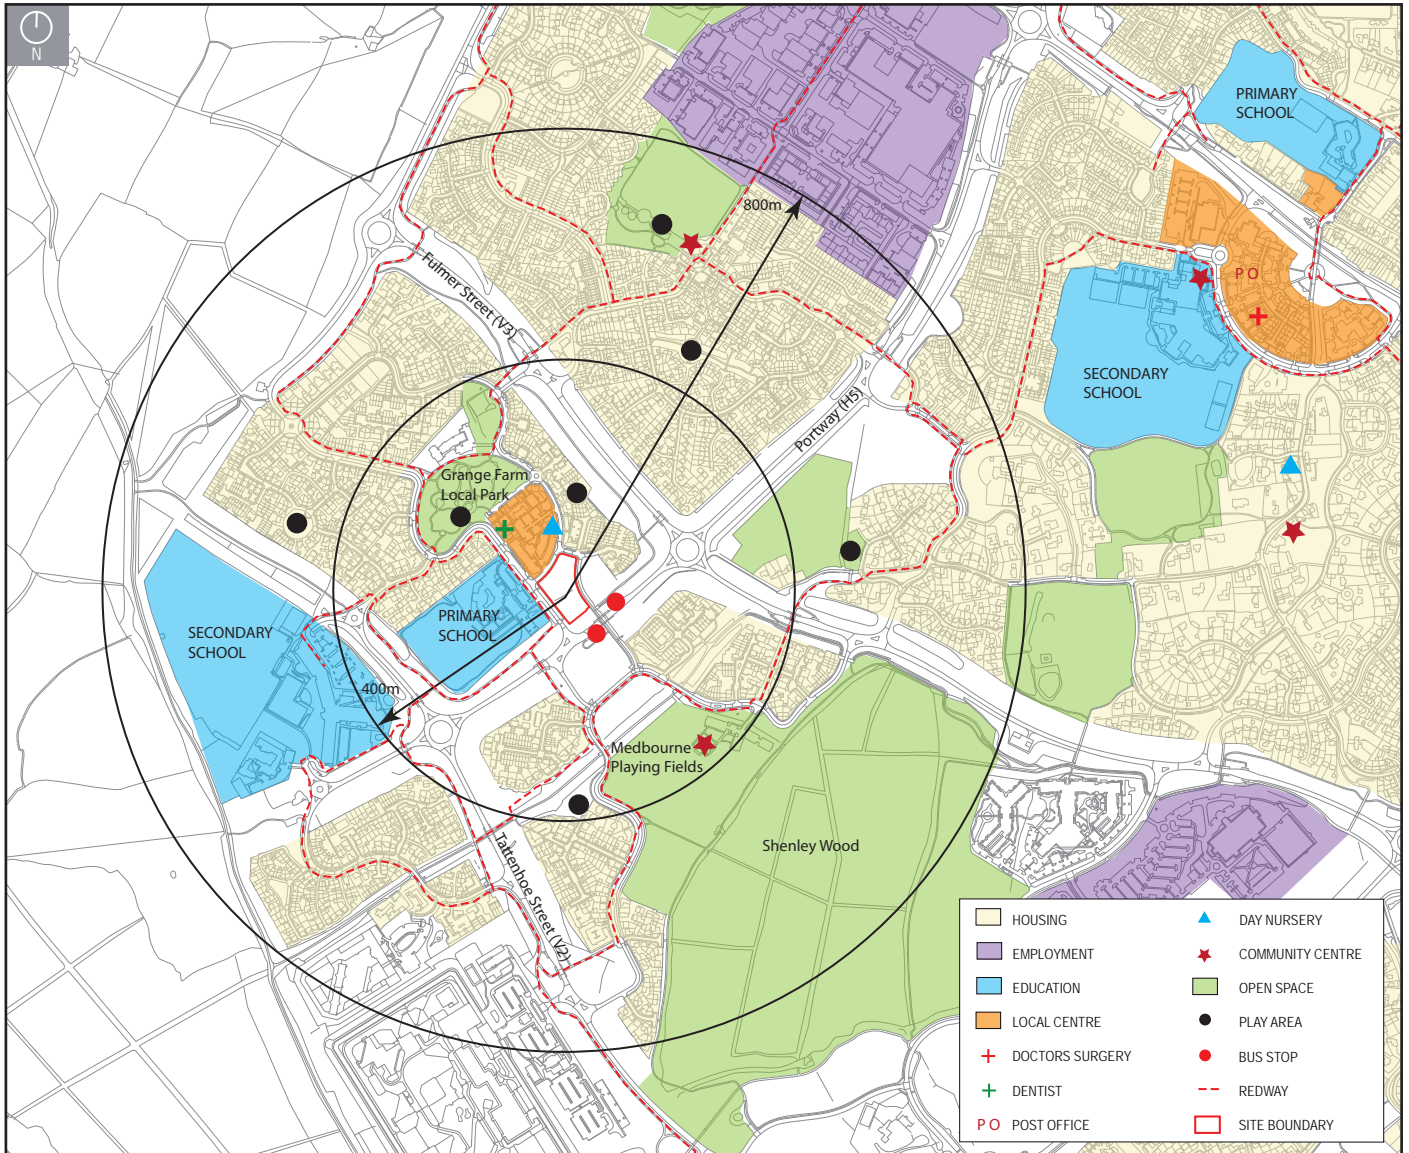 N
PRIMARY
SCHOOL
800m
Fulmer Street (V3)
P O
SECONDARY
SCHOOL
Portway (H5)
Grange Farm
Local Park
PRIMARY
SCHOOL
SECONDARY
SCHOOL
400m
Medbourne
Playing Fields
Shenley Wood
Tattenhoe Street (V2)
HOUSING
EMPLOYMENT
EDUCATION
LOCAL CENTRE
DOCTORS SURGERY
DENTIST
P O POST OFFICE
DAY NURSERY
COMMUNITY CENTRE
OPEN SPACE
PLAY AREA
BUS STOP
REDWAY
SITE BOUNDARY